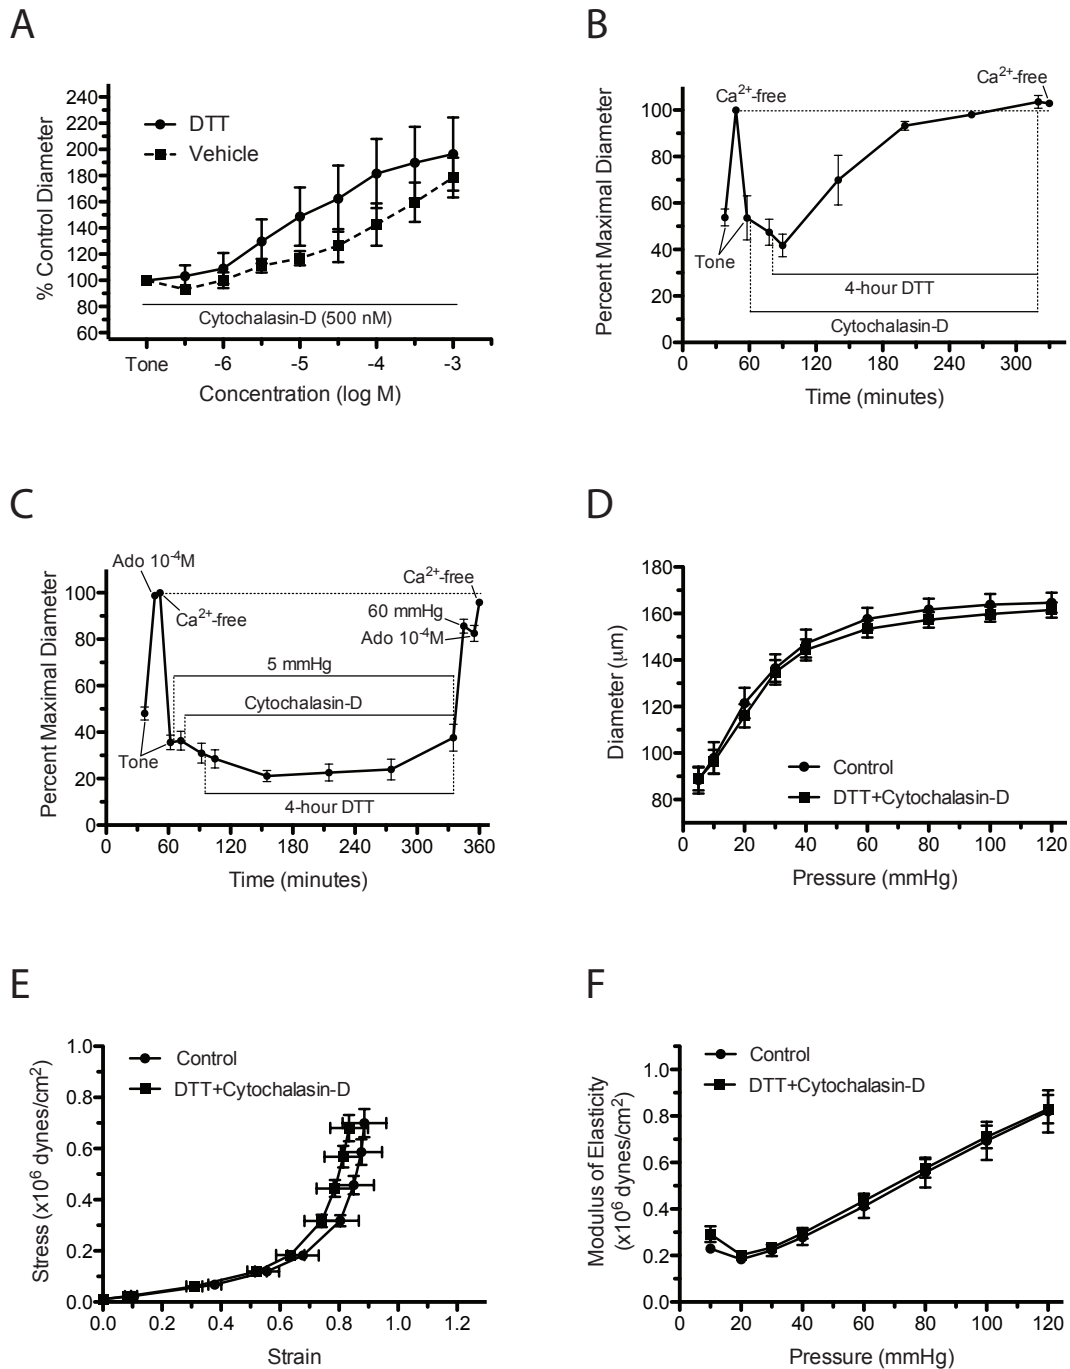 A
% Control Diameter
240
220
200
180
160
140
120
100
80
60
DTT
Vehicle
Cytochalasin-D (500 nM)
Tone -6 -5 -4 -3
Concentration (log M)
B
Percent Maximal Diameter
100
80
60
40
20
0
Ca2+-free
Ca2+-free
Tone
4-hour DTT
Cytochalasin-D
0 60 120 180 240 300
Time (minutes)
C
Percent Maximal Diameter
100
80
60
40
20
0
Ado 10-4M
Ca2+-free
Ca2+-free
60 mmHg
Ado 10-4M
5 mmHg
Cytochalasin-D
Tone
4-hour DTT
0 60 120 180 240 300 360
Time (minutes)
D
Diameter (μm)
180
160
140
120
100
80
Control
DTT+Cytochalasin-D
0 20 40 60 80 100 120
Pressure (mmHg)
E
Stress (x106 dynes/cm2)
1.0
0.8
0.6
0.4
0.2
0.0
Control
DTT+Cytochalasin-D
0.0 0.2 0.4 0.6 0.8 1.0 1.2
Strain
F
Modulus of Elasticity
(x106 dynes/cm2)
1.0
0.8
0.6
0.4
0.2
0.0
Control
DTT+Cytochalasin-D
0 20 40 60 80 100 120
Pressure (mmHg)